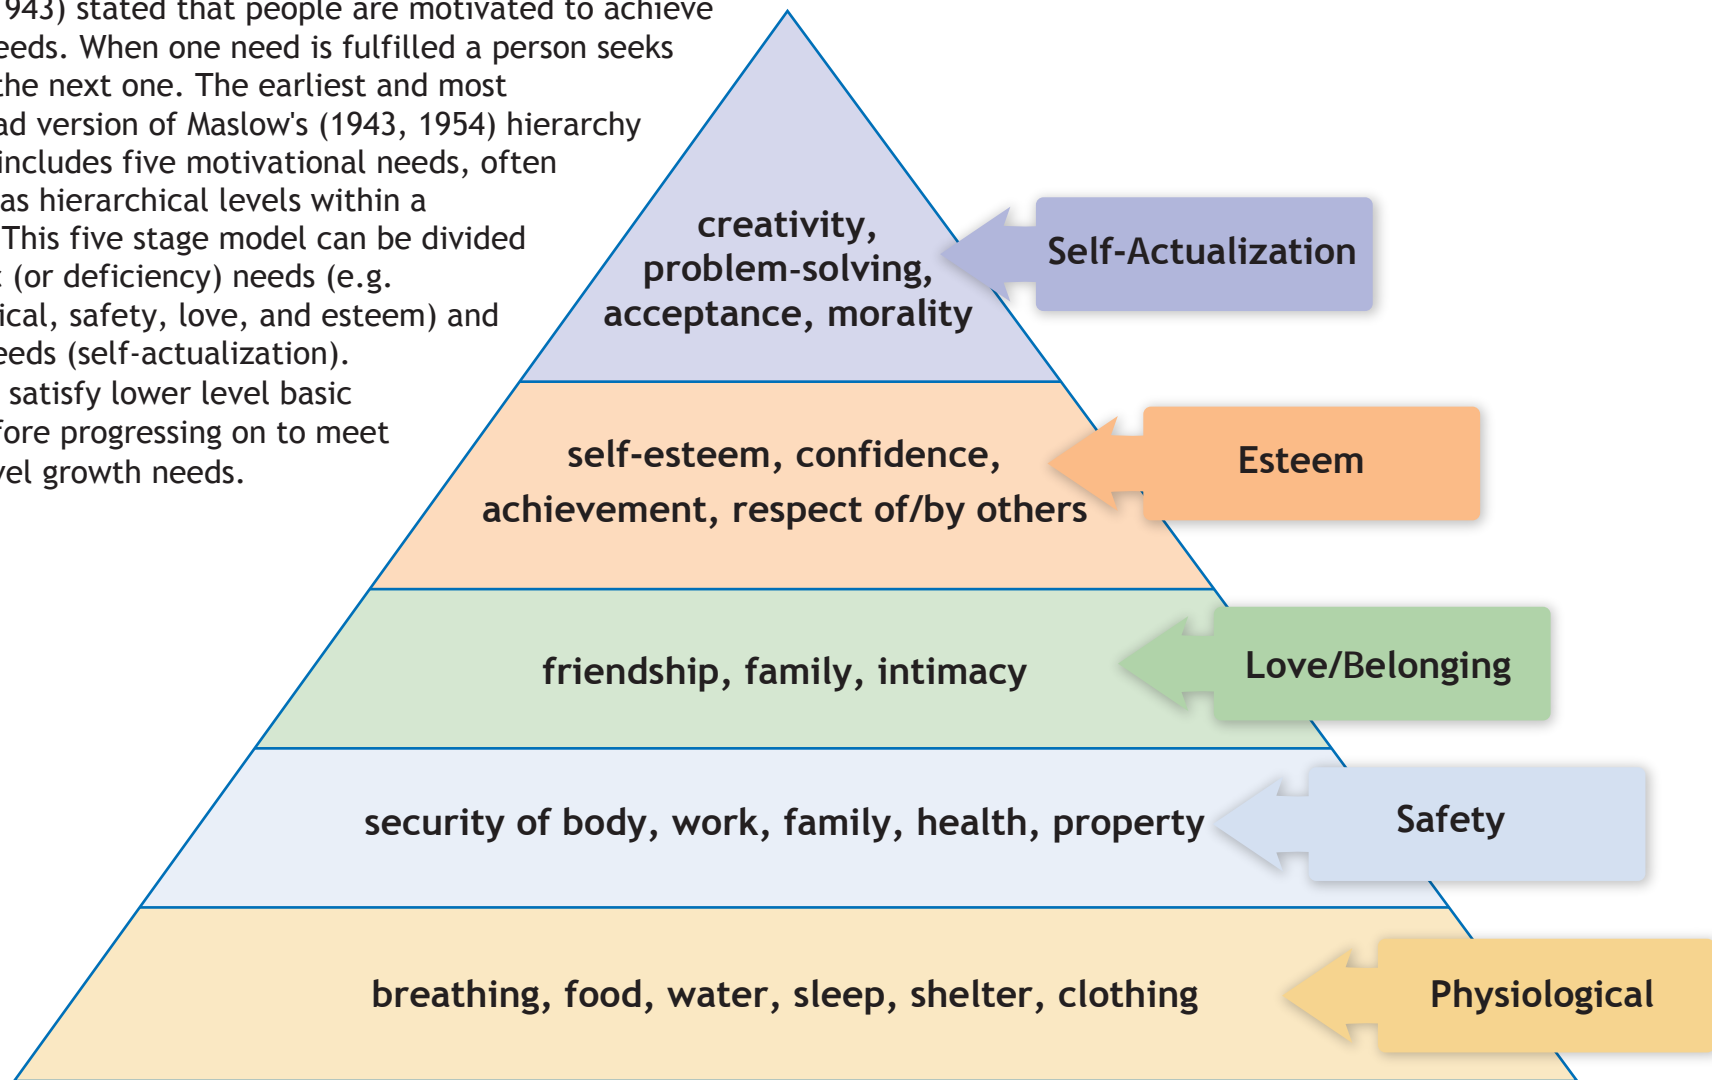 1943) stated that people are motivated to achieve
eeds. When one need is fulfilled a person seeks
the next one. The earliest and most
ad version of Maslow's (1943, 1954) hierarchy
includes five motivational needs, often
as hierarchical levels within a
This five stage model can be divided
(or deficiency) needs (e.g.
ical, safety, love, and esteem) and
eeds (self-actualization).
satisfy lower level basic
fore progressing on to meet
vel growth needs.
creativity,
problem-solving,
acceptance, morality
Self-Actualization
self-esteem, confidence,
achievement, respect of/by others
Esteem
friendship, family, intimacy
Love/Belonging
security of body, work, family, health, property
Safety
breathing, food, water, sleep, shelter, clothing
Physiological